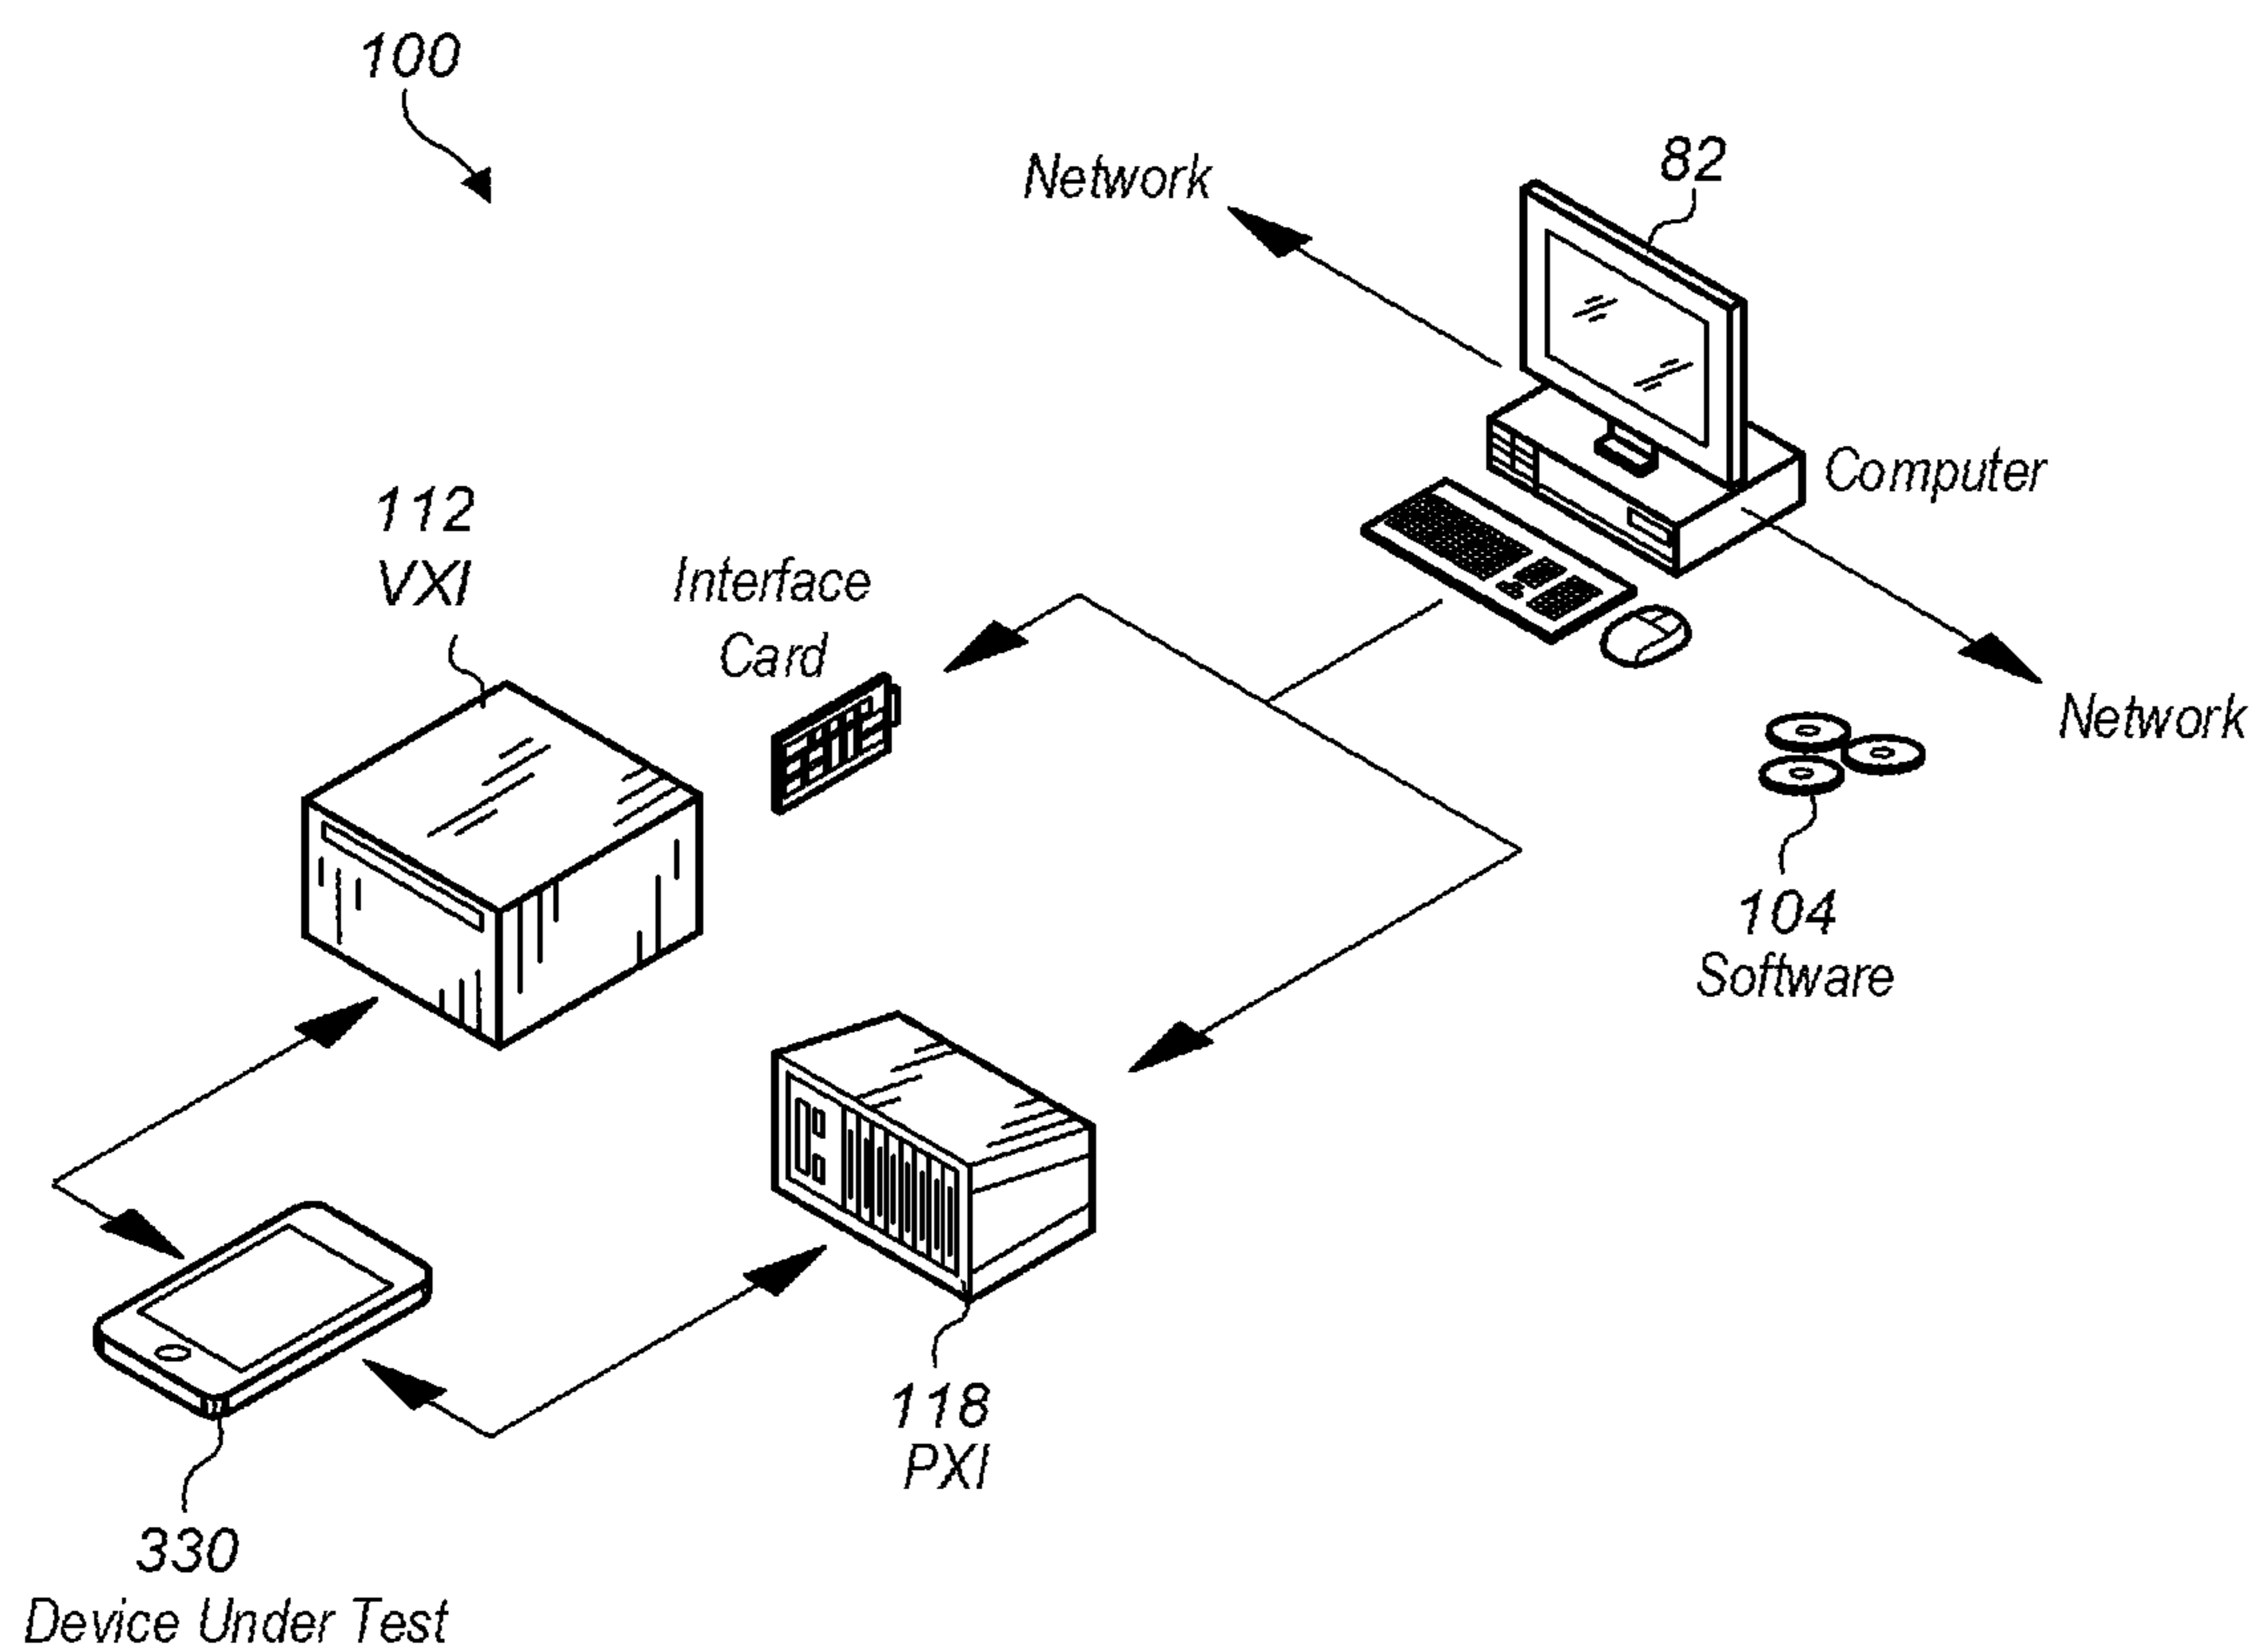 100
Network
82
Computer
112
VXI
Interface
Card
Network
104
Software
118
PXI
330
Device Under Test